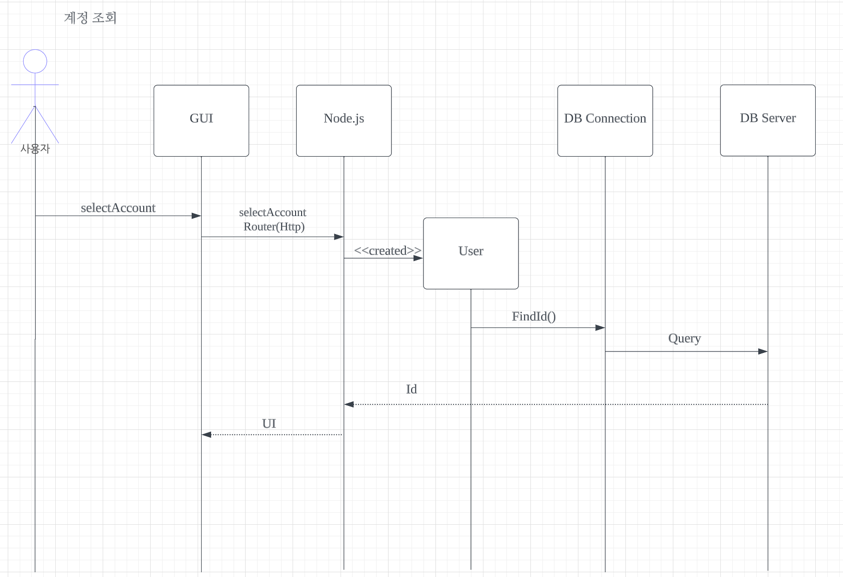 계정 조회
사용자
GUI
Node.js
DB Connection
DB Server
selectAccount
selectAccount
Router(Http)
<<created>>
User
FindId()
Query
Id
UI